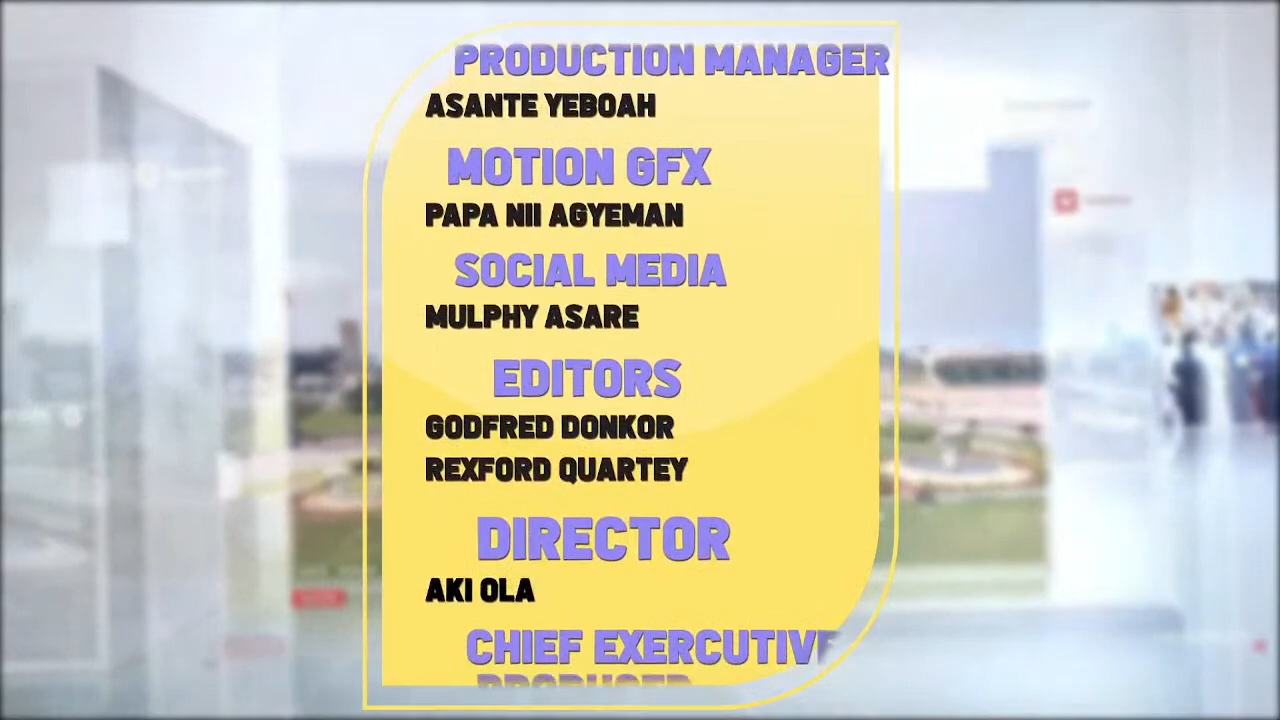 PRODUCTION MANAGER
ASANTE YEBOAH
MOTION GFX
PAPA NII AGYEMAN
SOCIAL MEDIA
MULPHY ASARE
EDITORS
GODFRED DONKOR
REXFORD QUARTEY
DIRECTOR
AKI OLA
CHIEF EXERCUTIVE
PRODUCER